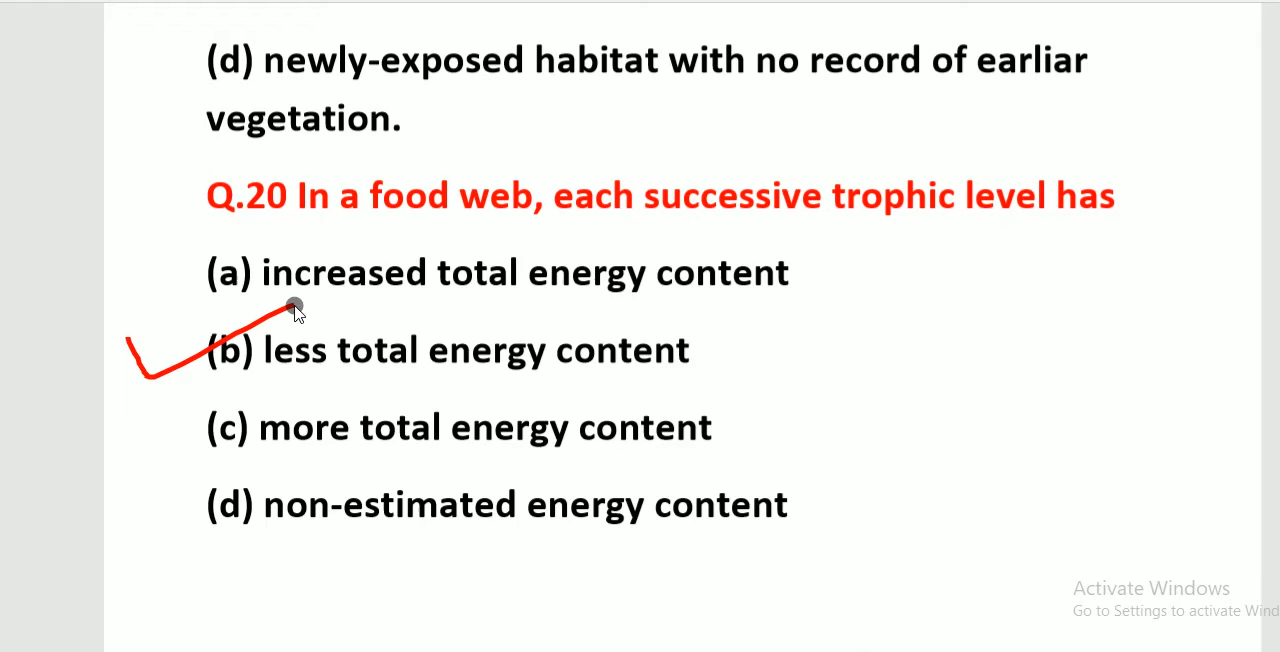 (d) newly-exposed habitat with no record of earliar
vegetation.
Q.20 In a food web, each successive trophic level has
(a) increased total energy content
(b) less total energy content
(c) more total energy content
(d) non-estimated energy content
Activate Windows
Go to Settings to activate Wind